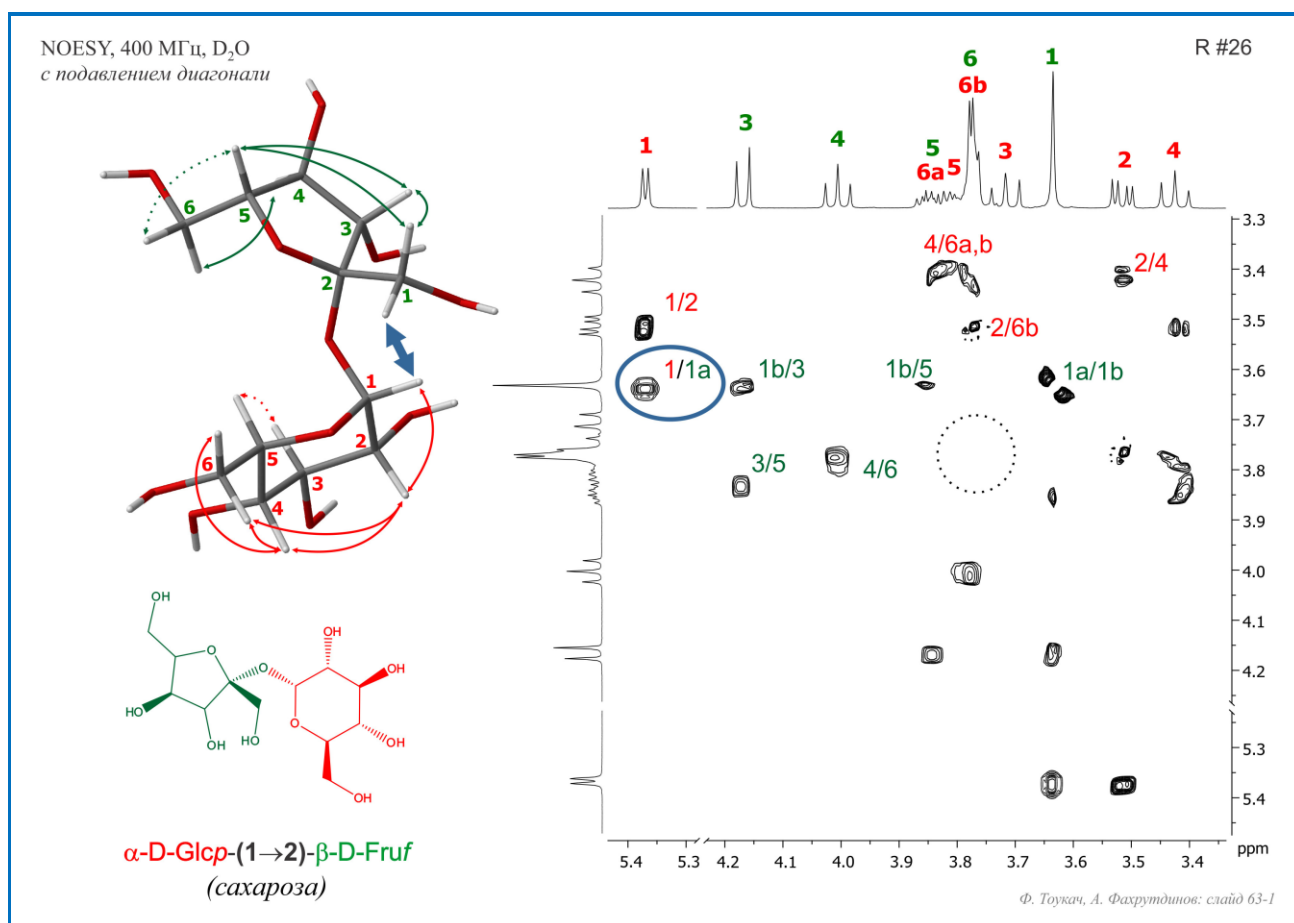 NOESY, 400 МГц, D₂O
с подавлением диагонали
R #26
6 1
6b
3
1 4 5 3 2 4
6a 5
4
6 5 3
2
1
1
2
5
6 3
4
4/6a,b 2/4
1/2
2/6b
1/1a 1b/3 1b/5 1a/1b
3/5 4/6
3.3
3.4
3.5
3.6
3.7
3.8
3.9
4.0
4.1
4.2
5.3
5.4
5.4 5.3 4.2 4.1 4.0 3.9 3.8 3.7 3.6 3.5 3.4 ppm
OH
OH
O OH
O
OH
HO O
OH HO OH
OH
α-D-Glcp-(1→2)-β-D-Fruf
(сахароза)
Ф. Тоукач, А. Фахрутдинов: слайд 63-1